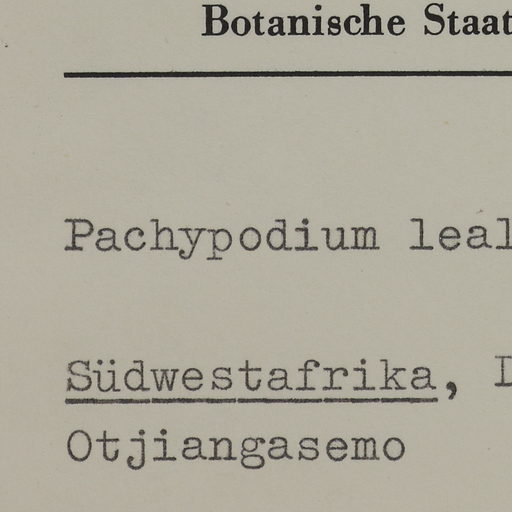 Botanische Staat
Pachypodium leal
Südwestafrika, D
Otjiangasemo